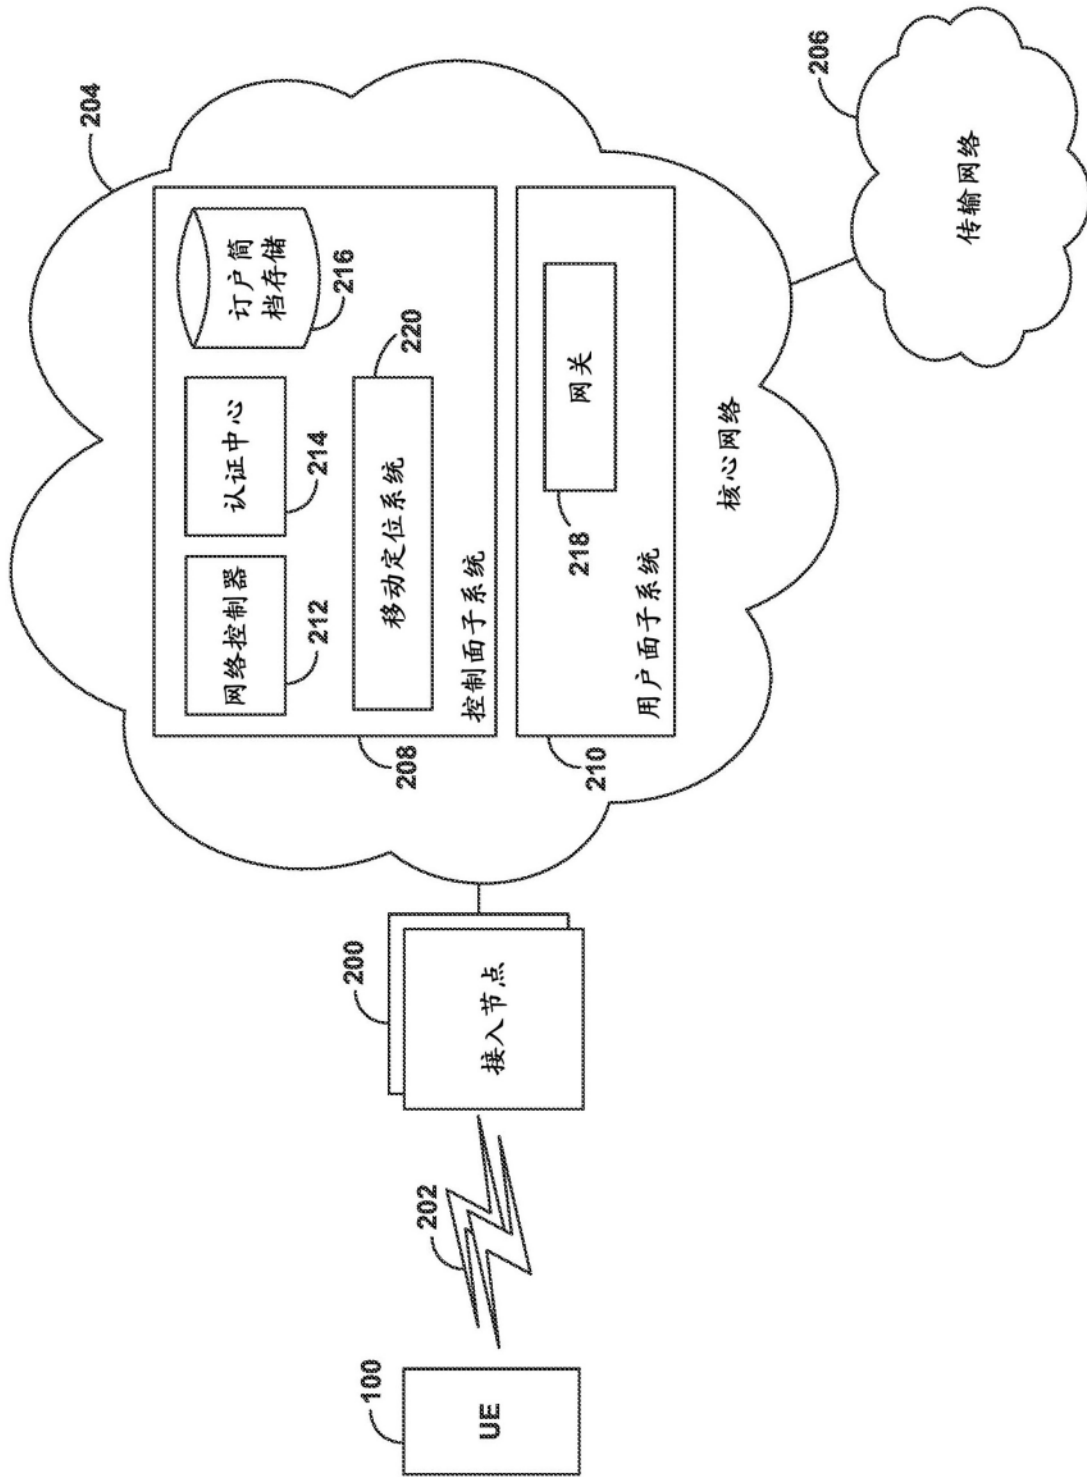 204
206
订户简
档存储
216
认证中心
214
网络控制器
212
220
移动定位系统
控制面子系统
208
网关
218
用户面子系统
210
核心网络
传输网络
200
接入节点
202
100
UE